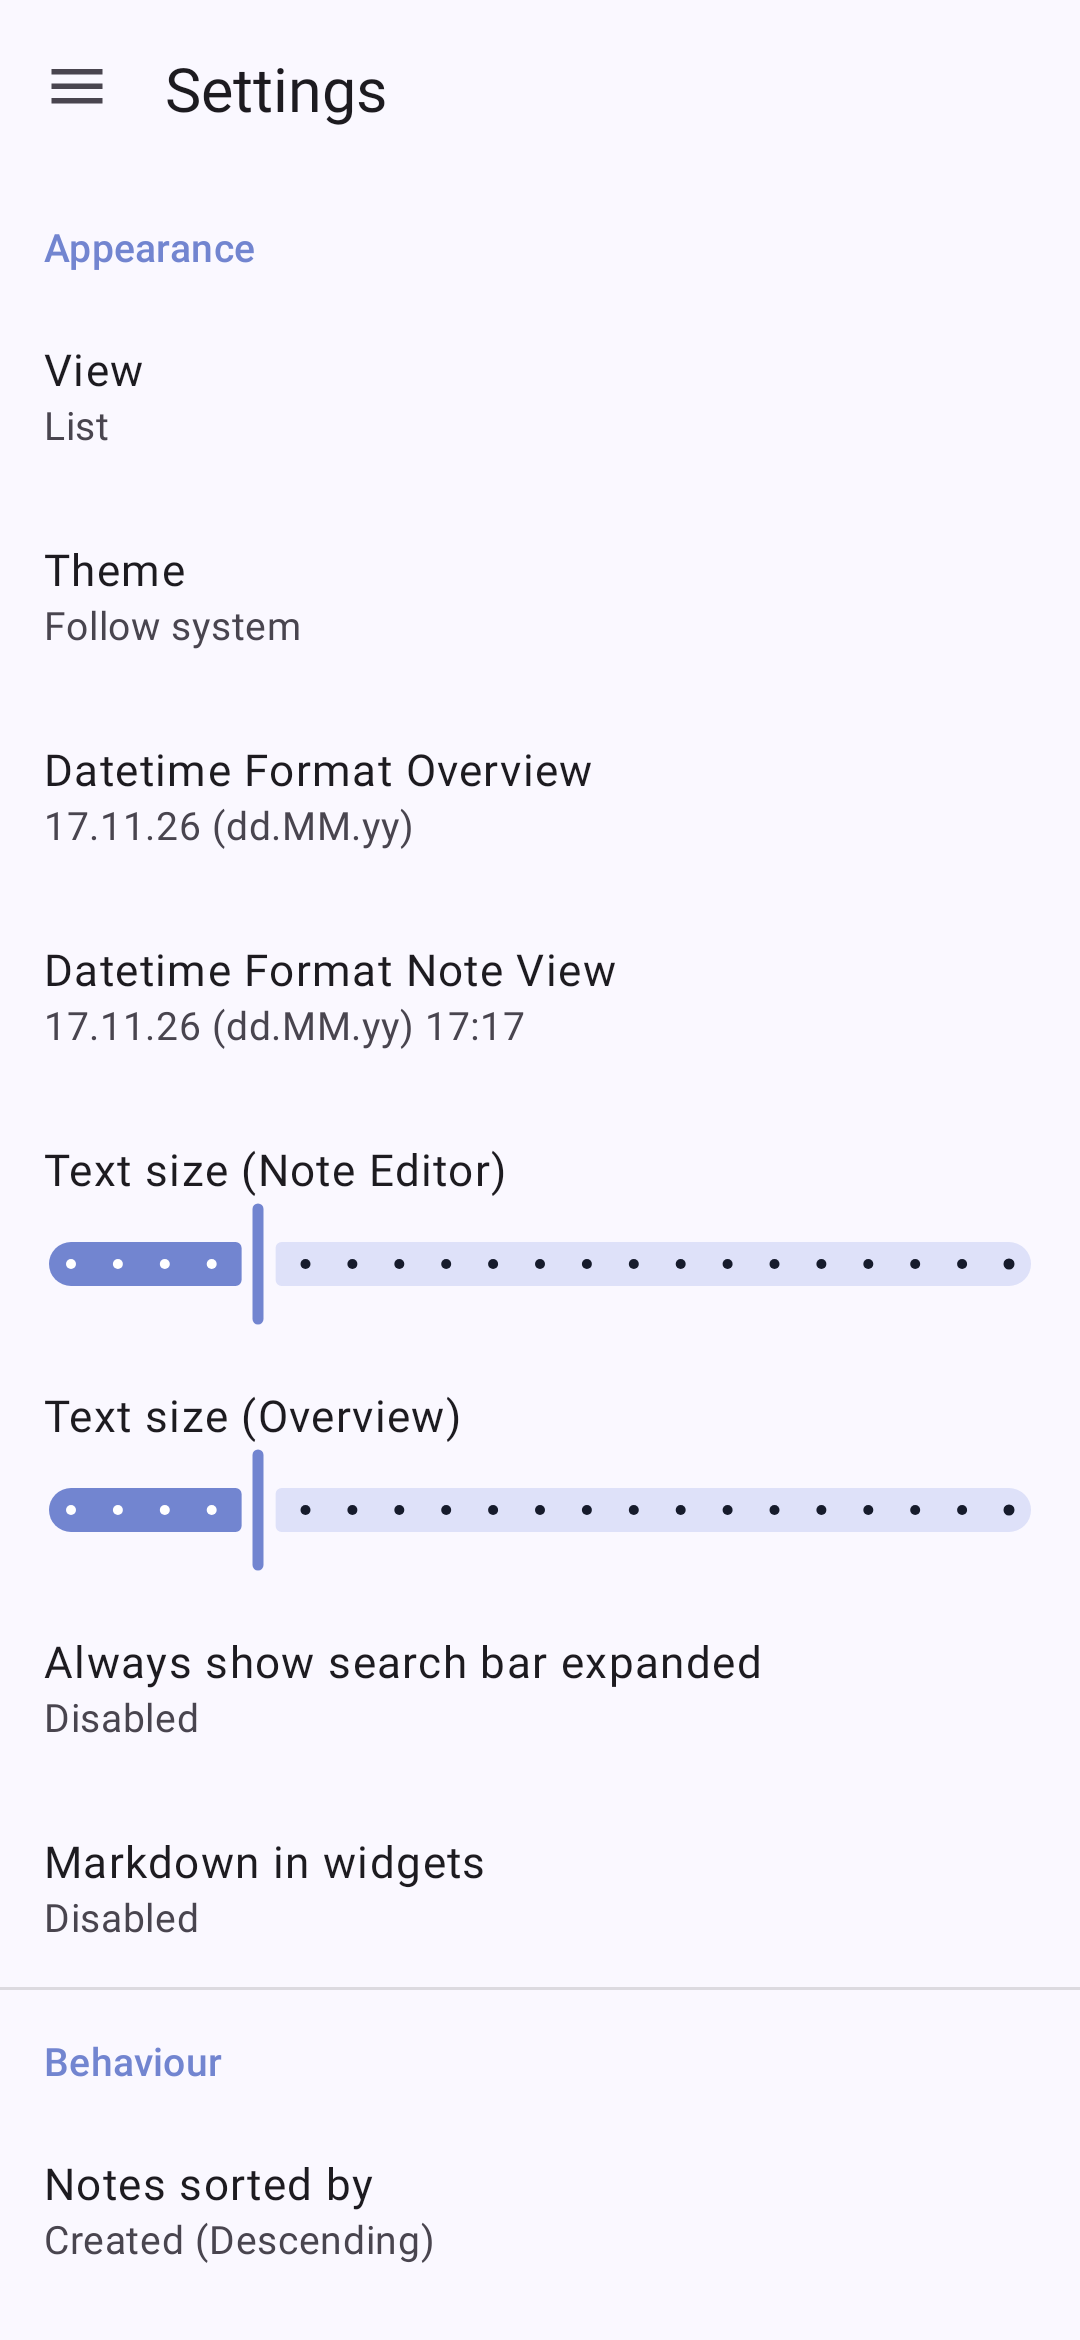 Settings
Appearance
View
List
Theme
Follow system
Datetime Format Overview
17.11.26 (dd.MM.yy)
Datetime Format Note View
17.11.26 (dd.MM.yy) 17:17
Text size (Note Editor)
Text size (Overview)
Always show search bar expanded
Disabled
Markdown in widgets
Disabled
Behaviour
Notes sorted by
Created (Descending)